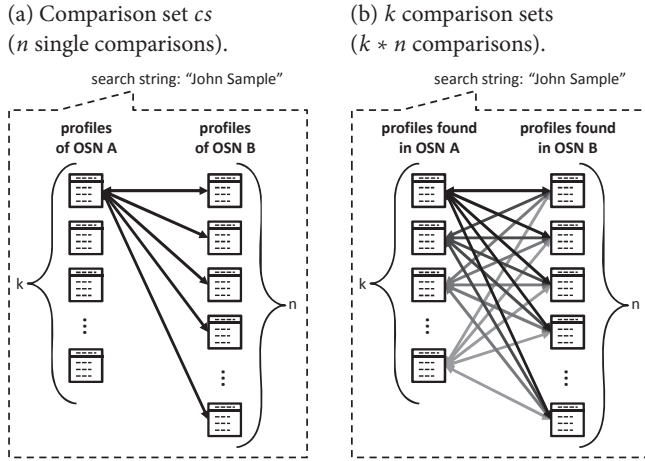 (a) Comparison set cs
(n single comparisons).
search string: “John Sample”
profiles
of OSN A
profiles
of OSN B
k
n
(b) k comparison sets
(k * n comparisons).
search string: “John Sample”
profiles found
in OSN A
profiles found
in OSN B
k
n